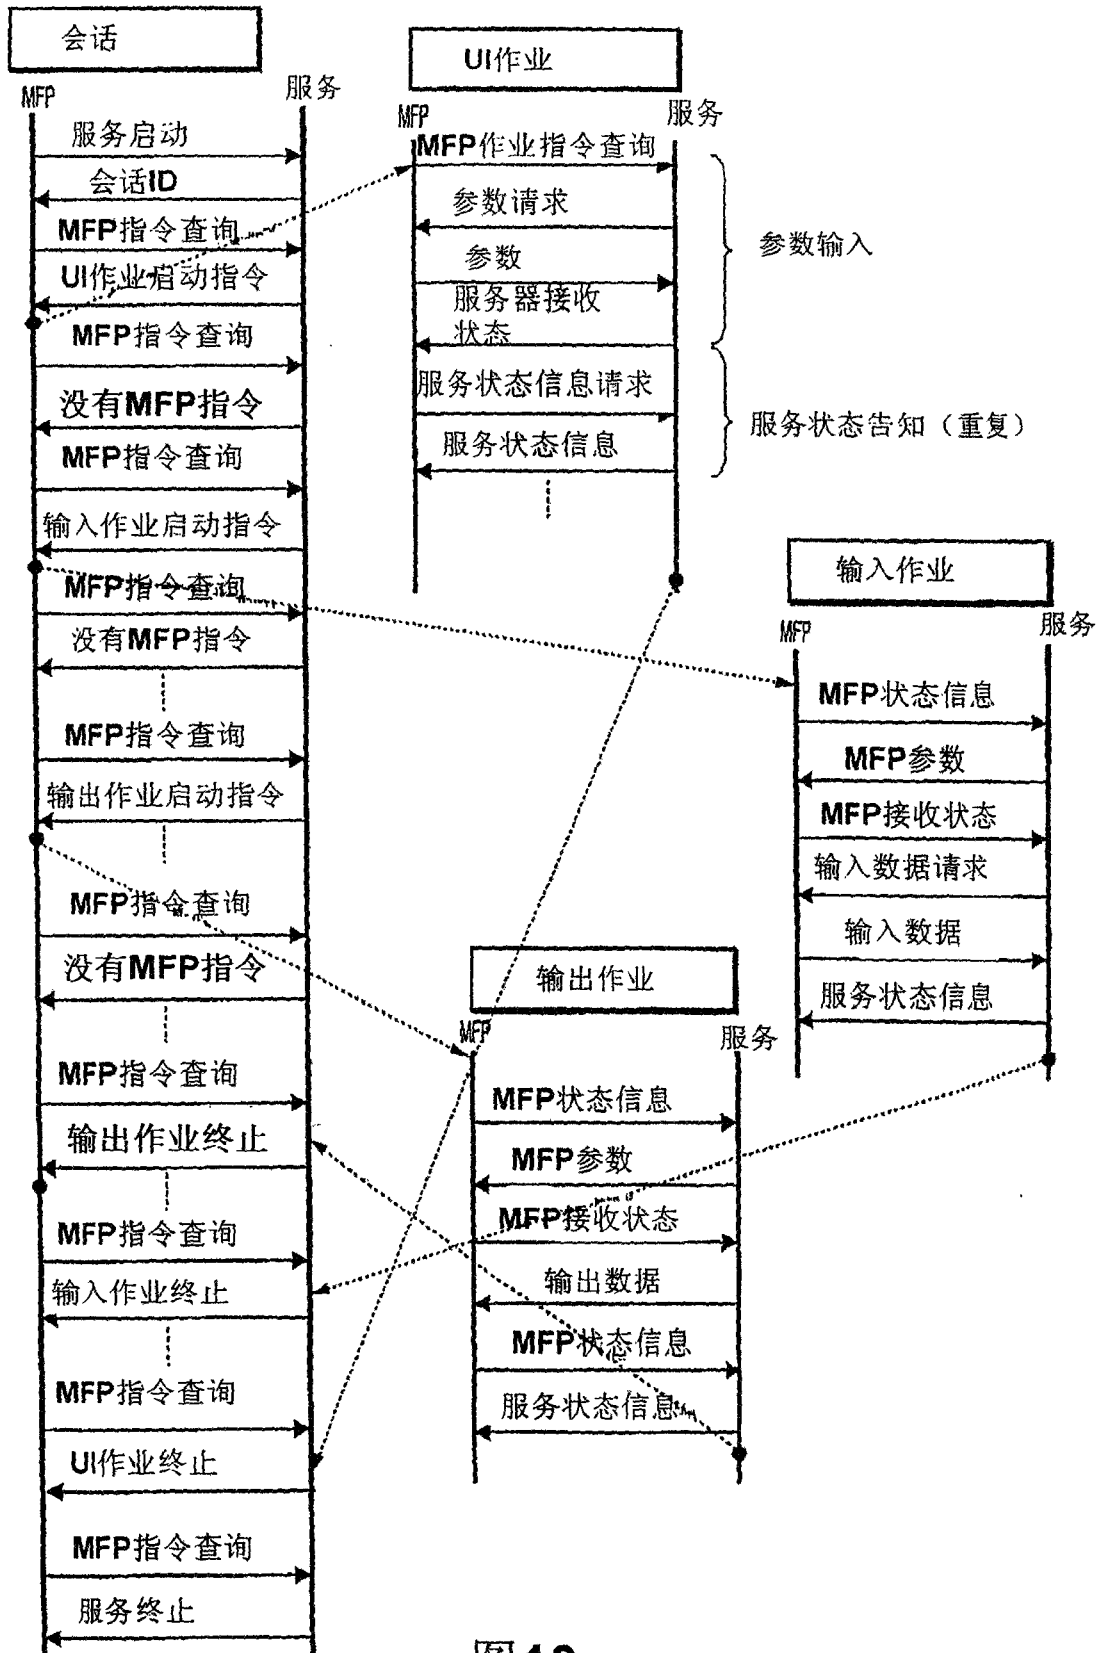 会话
MFP
服务
服务启动
会话ID
MFP指令查询
UI作业启动指令
MFP指令查询
没有MFP指令
MFP指令查询
输入作业启动指令
MFP指令查询
没有MFP指令
MFP指令查询
输出作业启动指令
MFP指令查询
没有MFP指令
MFP指令查询
输出作业终止
MFP指令查询
输入作业终止
MFP指令查询
UI作业终止
MFP指令查询
服务终止
UI作业
MFP
服务
MFP作业指令查询
参数请求
参数
服务器接收
状态
服务状态信息请求
服务状态信息
参数输入
服务状态告知（重复）
输入作业
MFP
服务
MFP状态信息
MFP参数
MFP接收状态
输入数据请求
输入数据
服务状态信息
输出作业
MFP
服务
MFP状态信息
MFP参数
MFP接收状态
输出数据
MFP状态信息
服务状态信息